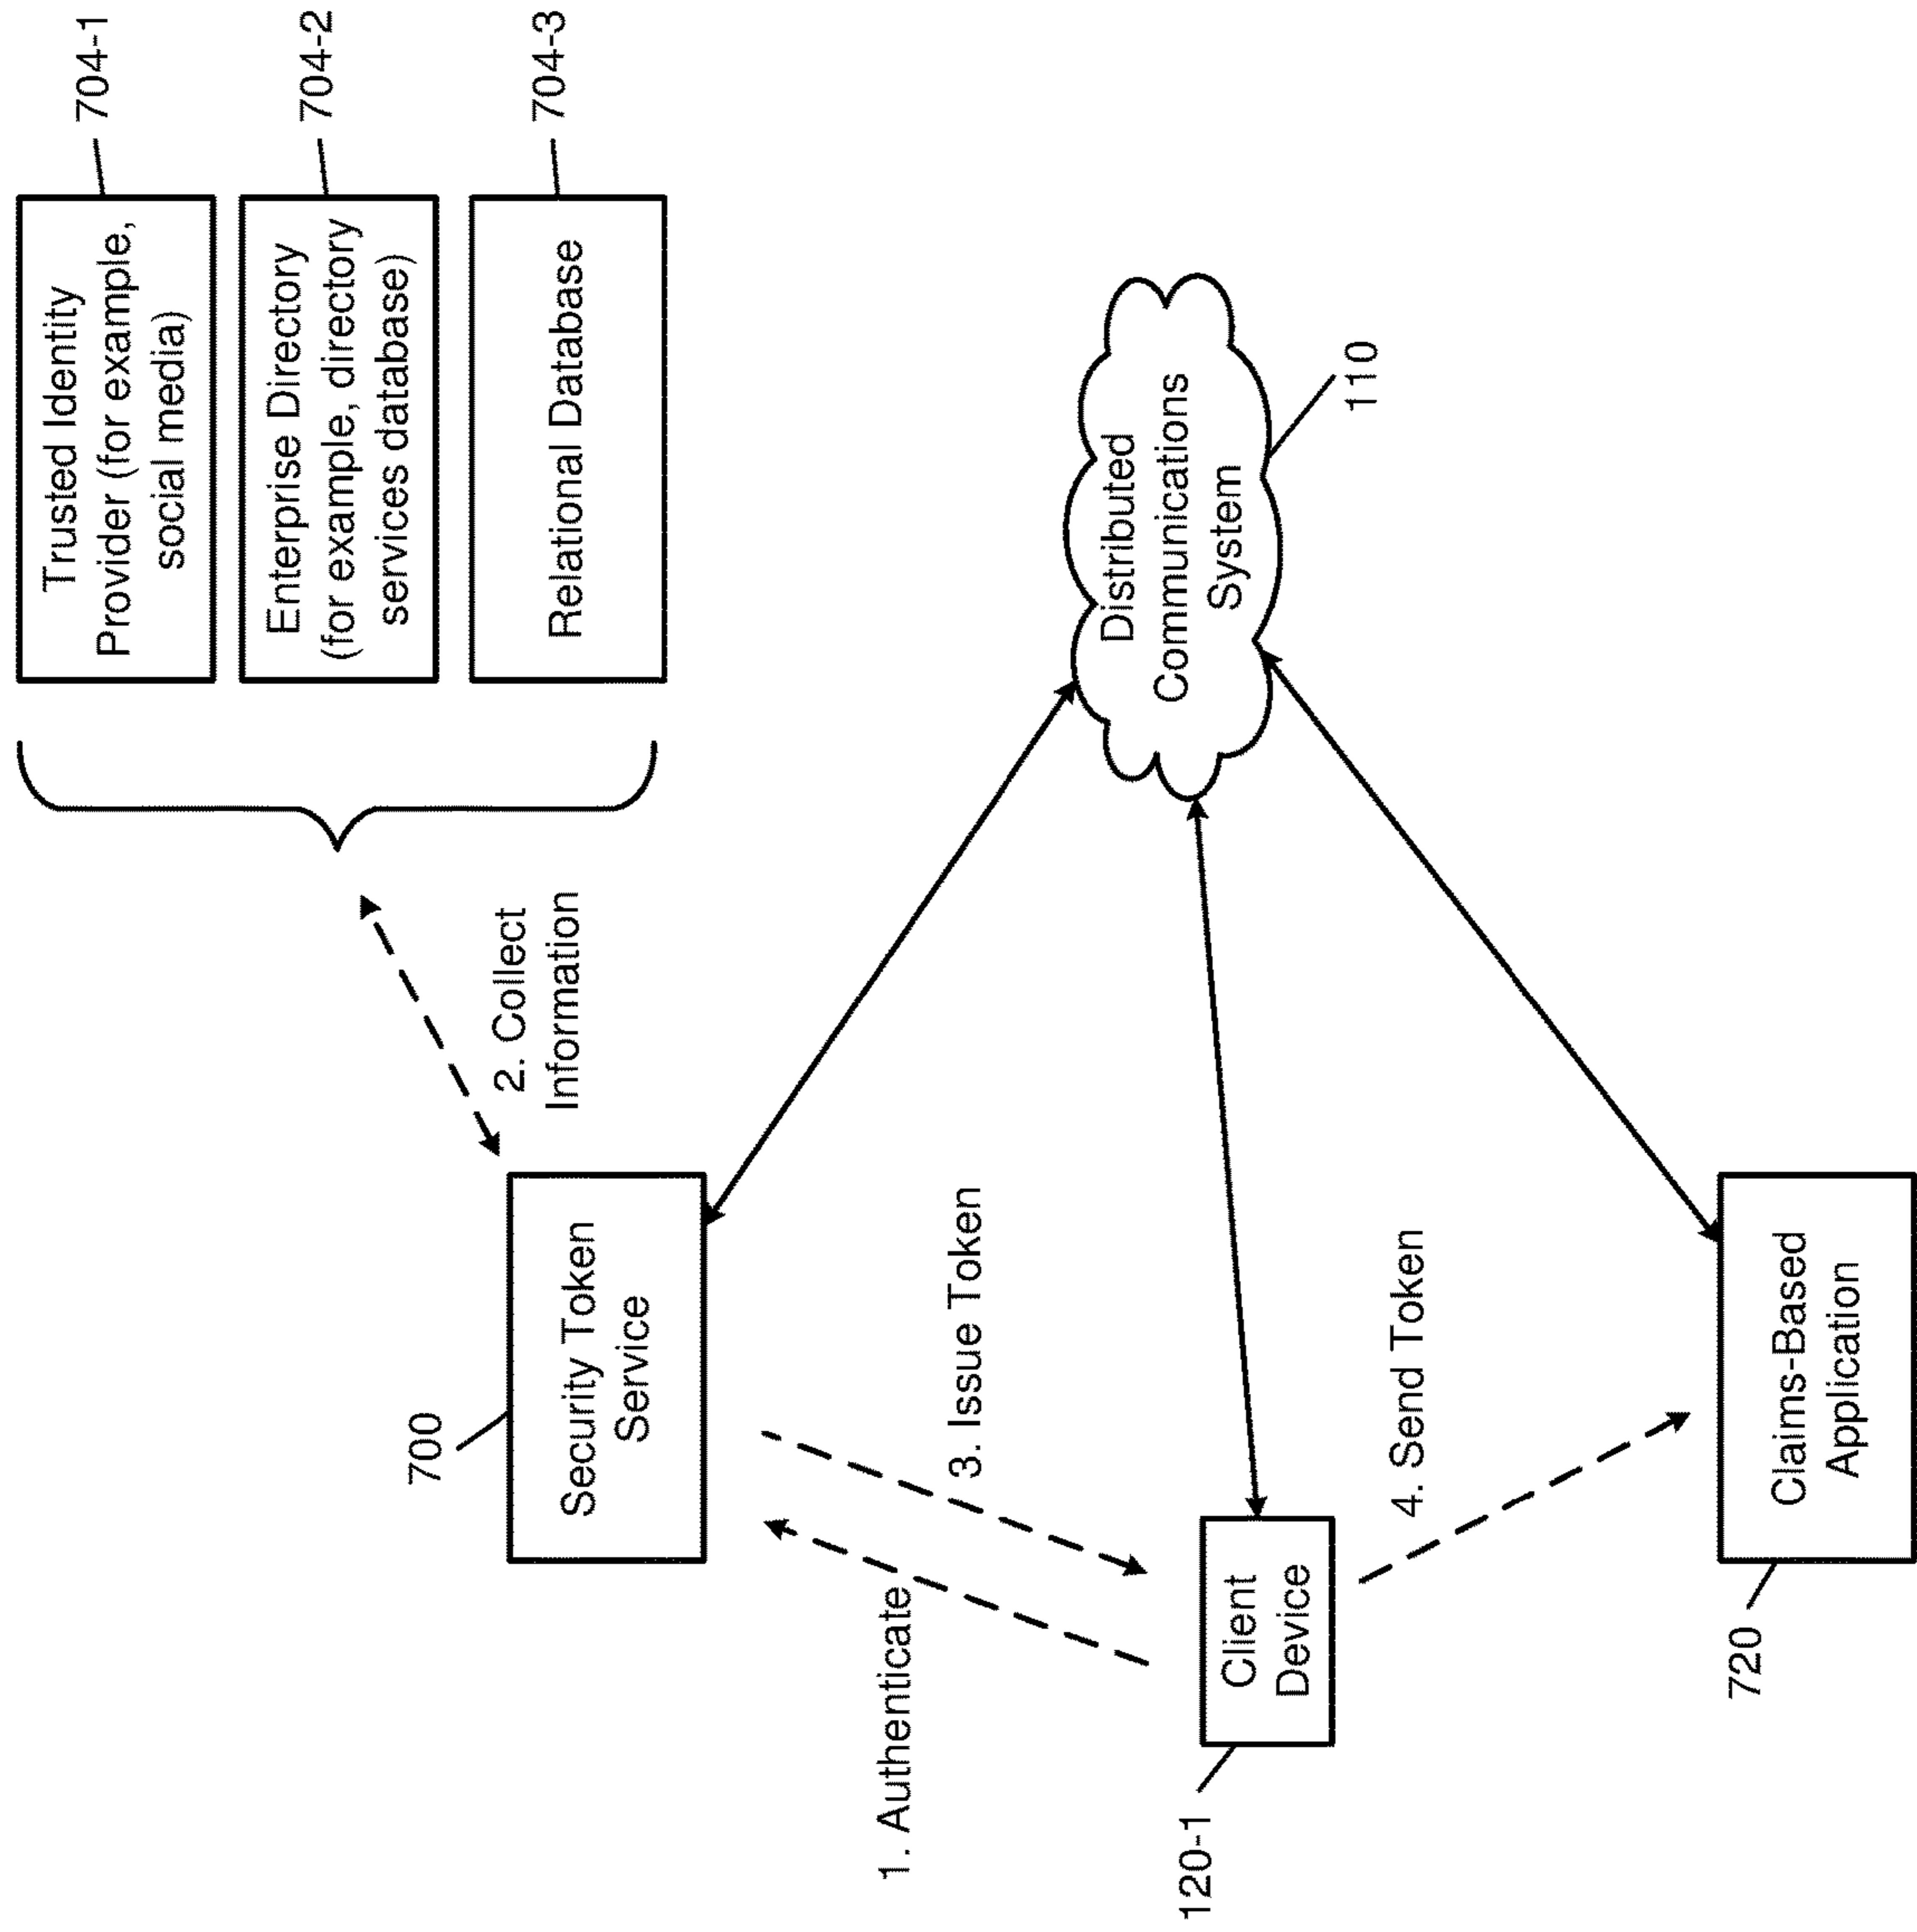 704-1
Trusted Identity
Provider (for example,
social media)
704-2
Enterprise Directory
(for example, directory
services database)
704-3
Relational Database
2. Collect
Information
700
Security Token
Service
1. Authenticate
3. Issue Token
Distributed
Communications
System
110
120-1
Client
Device
4. Send Token
720
Claims-Based
Application